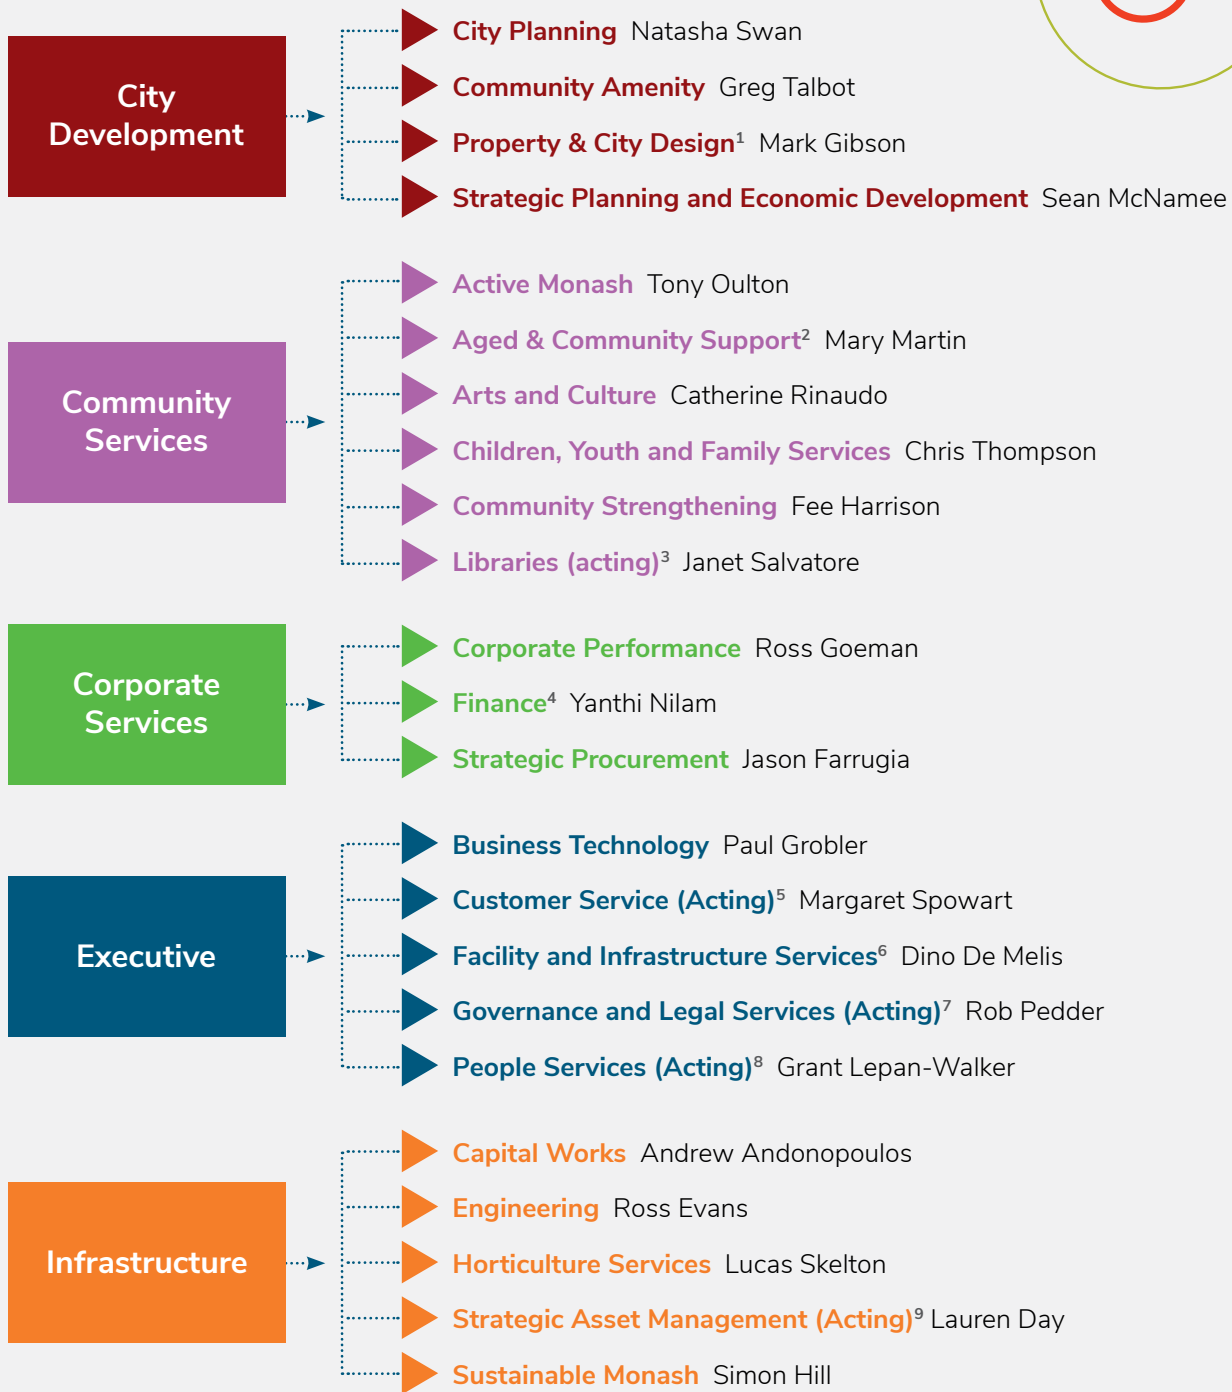 City
Development
City Planning Natasha Swan
Community Amenity Greg Talbot
Property & City Design¹ Mark Gibson
Strategic Planning and Economic Development Sean McNamee
Community
Services
Active Monash Tony Oulton
Aged & Community Support² Mary Martin
Arts and Culture Catherine Rinaudo
Children, Youth and Family Services Chris Thompson
Community Strengthening Fee Harrison
Libraries (acting)³ Janet Salvatore
Corporate
Services
Corporate Performance Ross Goeman
Finance⁴ Yanthi Nilam
Strategic Procurement Jason Farrugia
Executive
Business Technology Paul Grobler
Customer Service (Acting)⁵ Margaret Spowart
Facility and Infrastructure Services⁶ Dino De Melis
Governance and Legal Services (Acting)⁷ Rob Pedder
People Services (Acting)⁸ Grant Lepan-Walker
Infrastructure
Capital Works Andrew Andonopoulos
Engineering Ross Evans
Horticulture Services Lucas Skelton
Strategic Asset Management (Acting)⁹ Lauren Day
Sustainable Monash Simon Hill